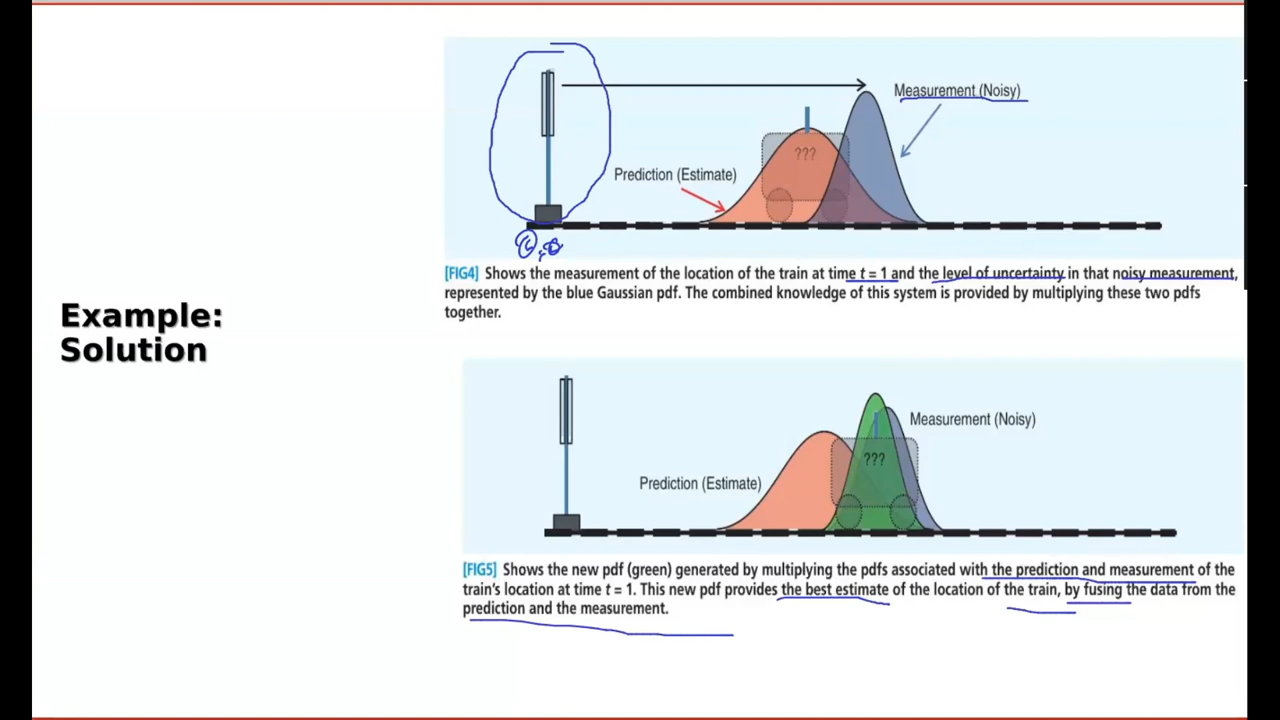 Measurement (Noisy)
???
Prediction (Estimate)
[FIG4] Shows the measurement of the location of the train at time t = 1 and the level of uncertainty in that noisy measurement,
represented by the blue Gaussian pdf. The combined knowledge of this system is provided by multiplying these two pdfs
together.
Example:
Solution
Measurement (Noisy)
???
Prediction (Estimate)
[FIG5] Shows the new pdf (green) generated by multiplying the pdfs associated with the prediction and measurement of the
train's location at time t = 1. This new pdf provides the best estimate of the location of the train, by fusing the data from the
prediction and the measurement.